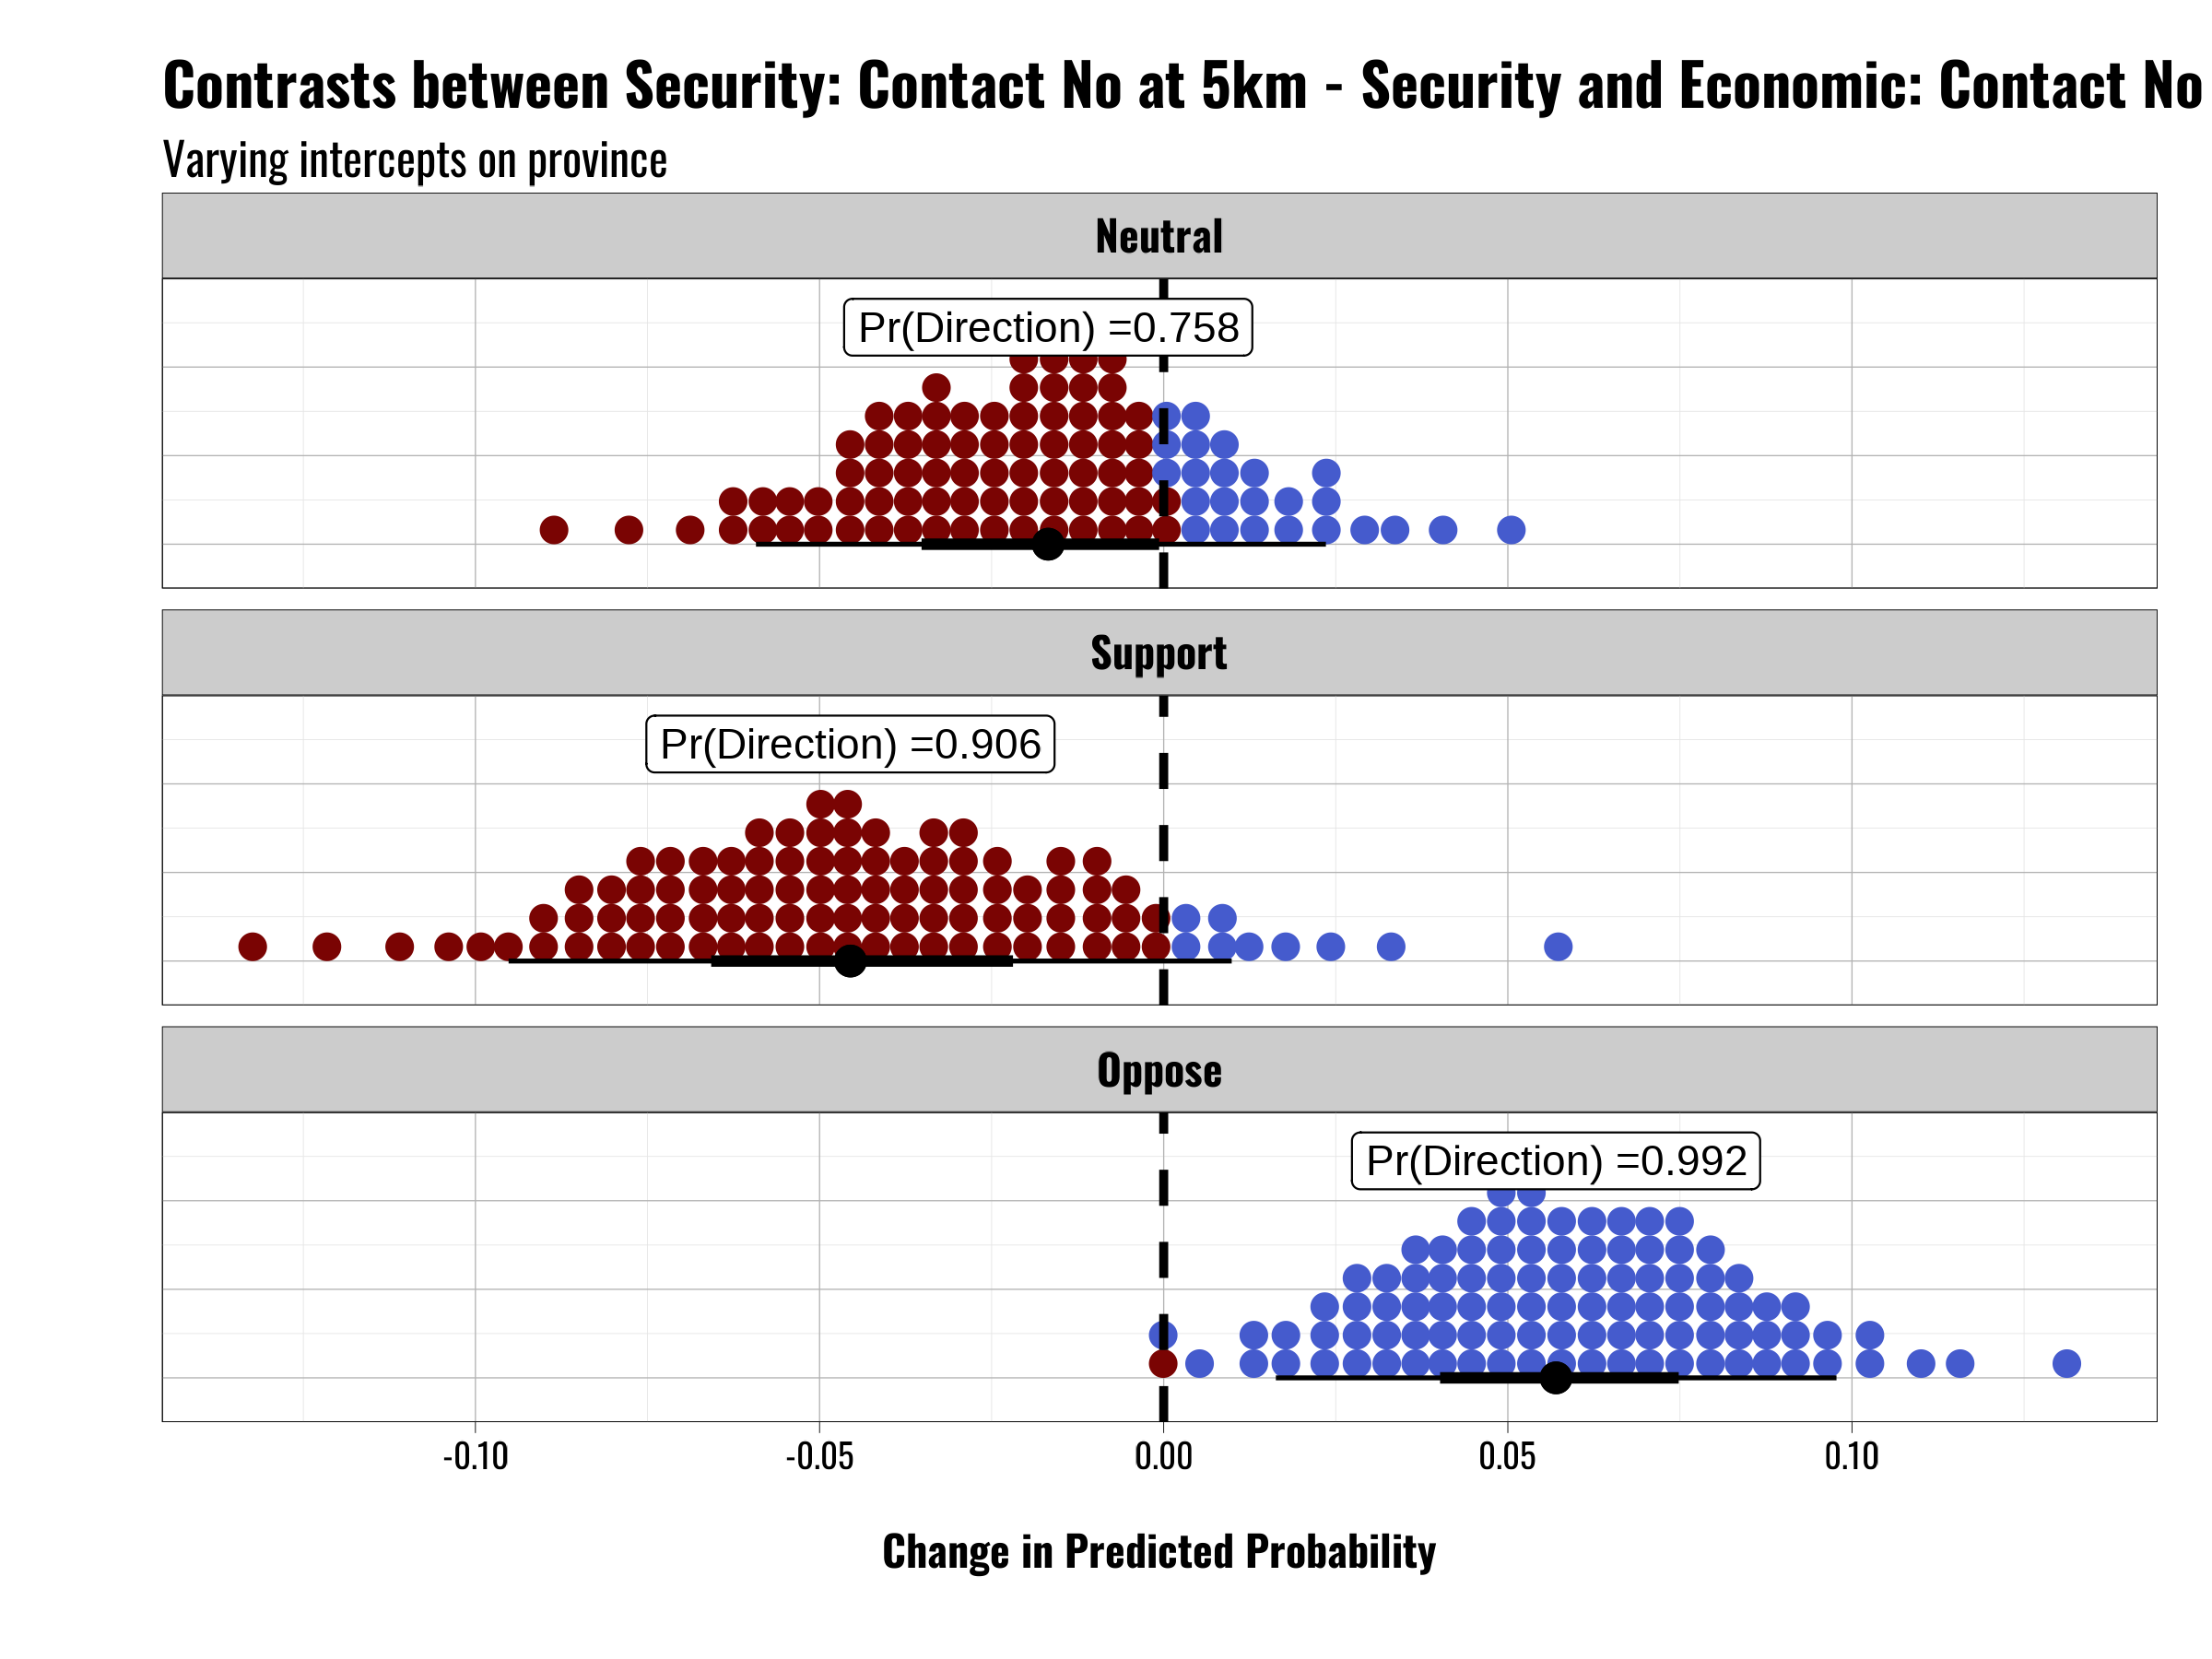 Contrasts between Security: Contact No at 5km - Security and Economic: Contact No
Varying intercepts on province
Neutral
Pr(Direction) =0.758
Support
Pr(Direction) =0.906
Oppose
Pr(Direction) =0.992
-0.10 -0.05 0.00 0.05 0.10
Change in Predicted Probability